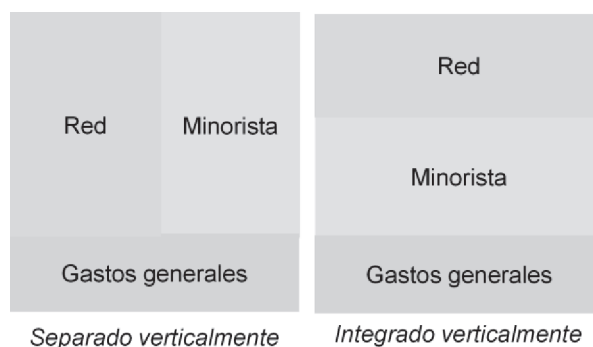 Red
Minorista
Gastos generales
Separado verticalmente
Red
Minorista
Gastos generales
Integrado verticalmente